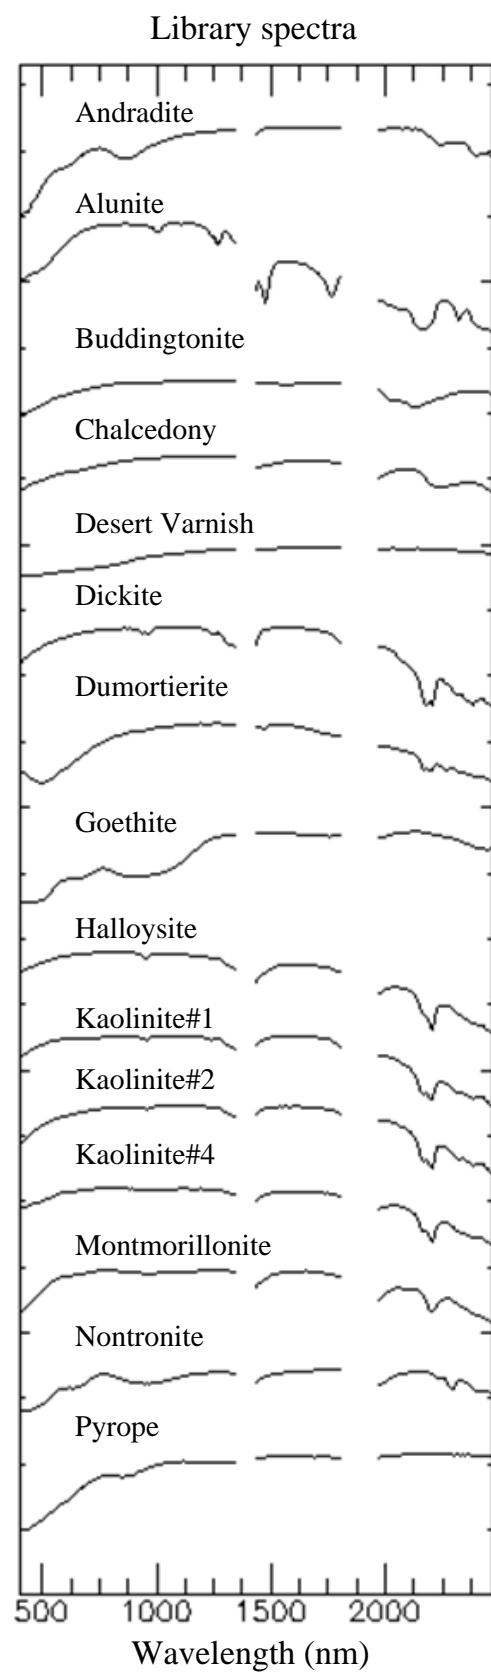 Library spectra
Andradite
Alunite
Buddingtonite
Chalcedony
Desert Varnish
Dickite
Dumortierite
Goethite
Halloysite
Kaolinite#1
Kaolinite#2
Kaolinite#4
Montmorillonite
Nontronite
Pyrope
500 1000 1500 2000
Wavelength (nm)